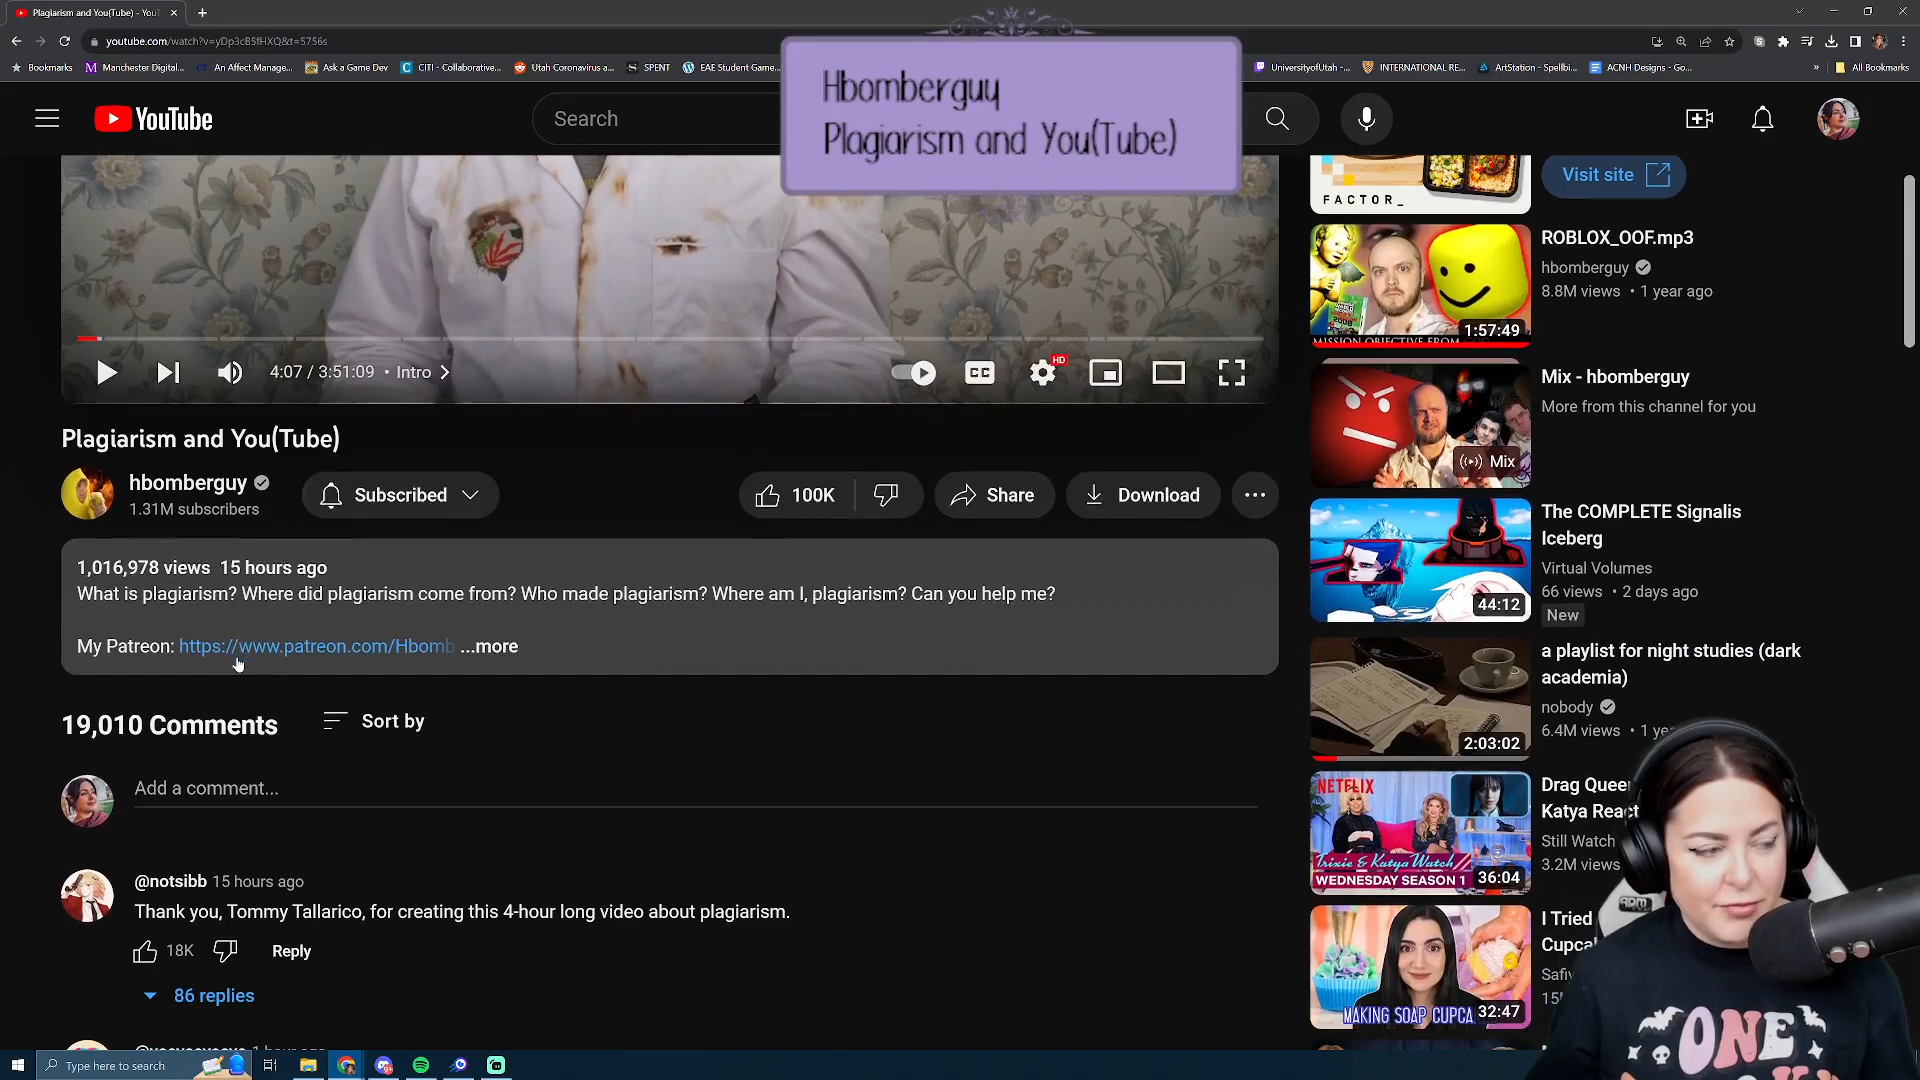 Plagiarism and You(Tube) - YouT
youtube.com/watch?v=yDp3cB5fHXQ&t=5756s
Bookmarks
Manchester Digital...
An Affect Manage...
Ask a Game Dev
CITI - Collaborative...
Utah Coronavirus a...
SPENT
EAE Student Game...
UniversityofUtah -...
INTERNATIONAL RE...
ArtStation - Spellbi...
ACNH Designs - Go...
All Bookmarks
Hbomberguy
Plagiarism and You(Tube)
YouTube
Search
4:07 / 3:51:09 • Intro
CC
HD
Plagiarism and You(Tube)
hbomberguy
1.31M subscribers
Subscribed
100K
Share
Download
1,016,978 views 15 hours ago
What is plagiarism? Where did plagiarism come from? Who made plagiarism? Where am I, plagiarism? Can you help me?
My Patreon: https://www.patreon.com/Hbomb ...more
19,010 Comments
Sort by
Add a comment...
@notsibb 15 hours ago
Thank you, Tommy Tallarico, for creating this 4-hour long video about plagiarism.
18K
Reply
86 replies
FACTOR_
Visit site
2008
MISSION OBJECTIVE FROM
1:57:49
ROBLOX_OOF.mp3
hbomberguy
8.8M views • 1 year ago
Mix
Mix - hbomberguy
More from this channel for you
44:12
The COMPLETE Signalis
Iceberg
Virtual Volumes
66 views • 2 days ago
New
2:03:02
a playlist for night studies (dark
academia)
nobody
6.4M views
NETFLIX
Trixie & Katya Watch
WEDNESDAY SEASON 1
36:04
Drag Quee
Katya React
Still Watch
3.2M views
MAKING SOAP CUPCA
32:47
I Tried
Cupca
Safiy
ONE
Type here to search